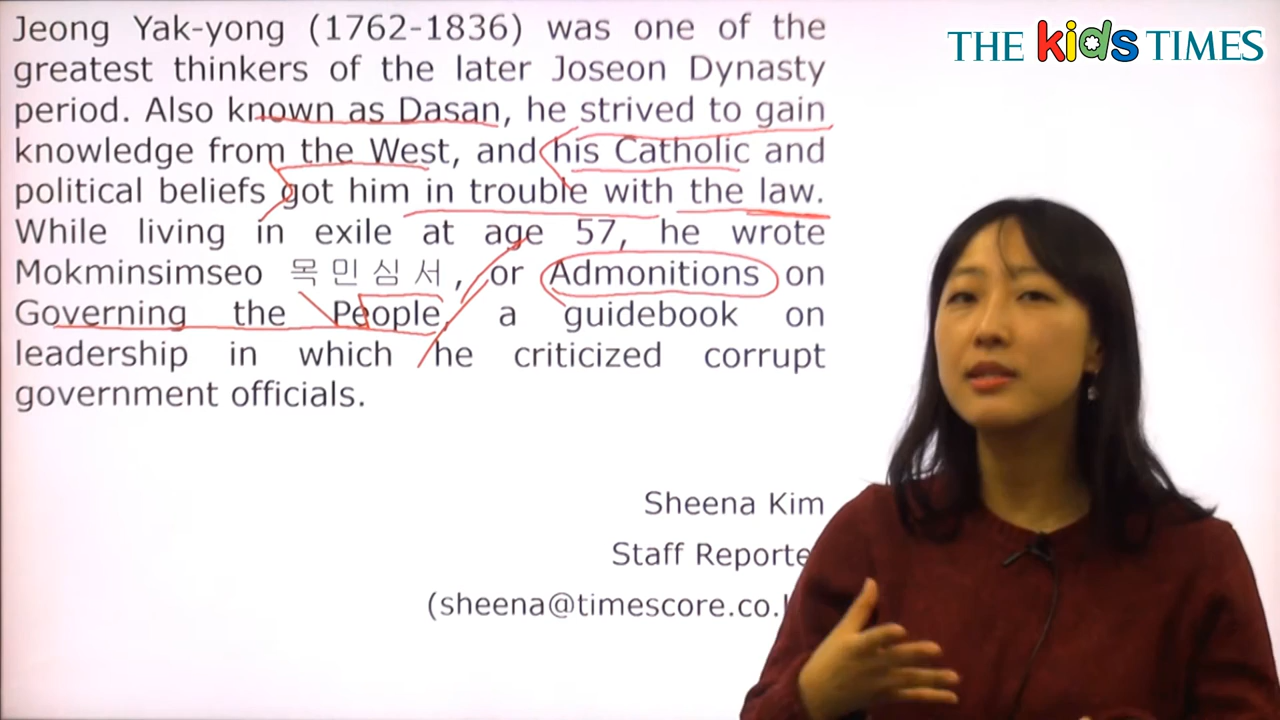 THE kids TIMES
Jeong Yak-yong (1762-1836) was one of the
greatest thinkers of the later Joseon Dynasty
period. Also known as Dasan, he strived to gain
knowledge from the West, and his Catholic and
political beliefs got him in trouble with the law.
While living in exile at age 57, he wrote
Mokminsimseo 목민심서, or Admonitions on
Governing the People, a guidebook on
leadership in which he criticized corrupt
government officials.
Sheena Kim
Staff